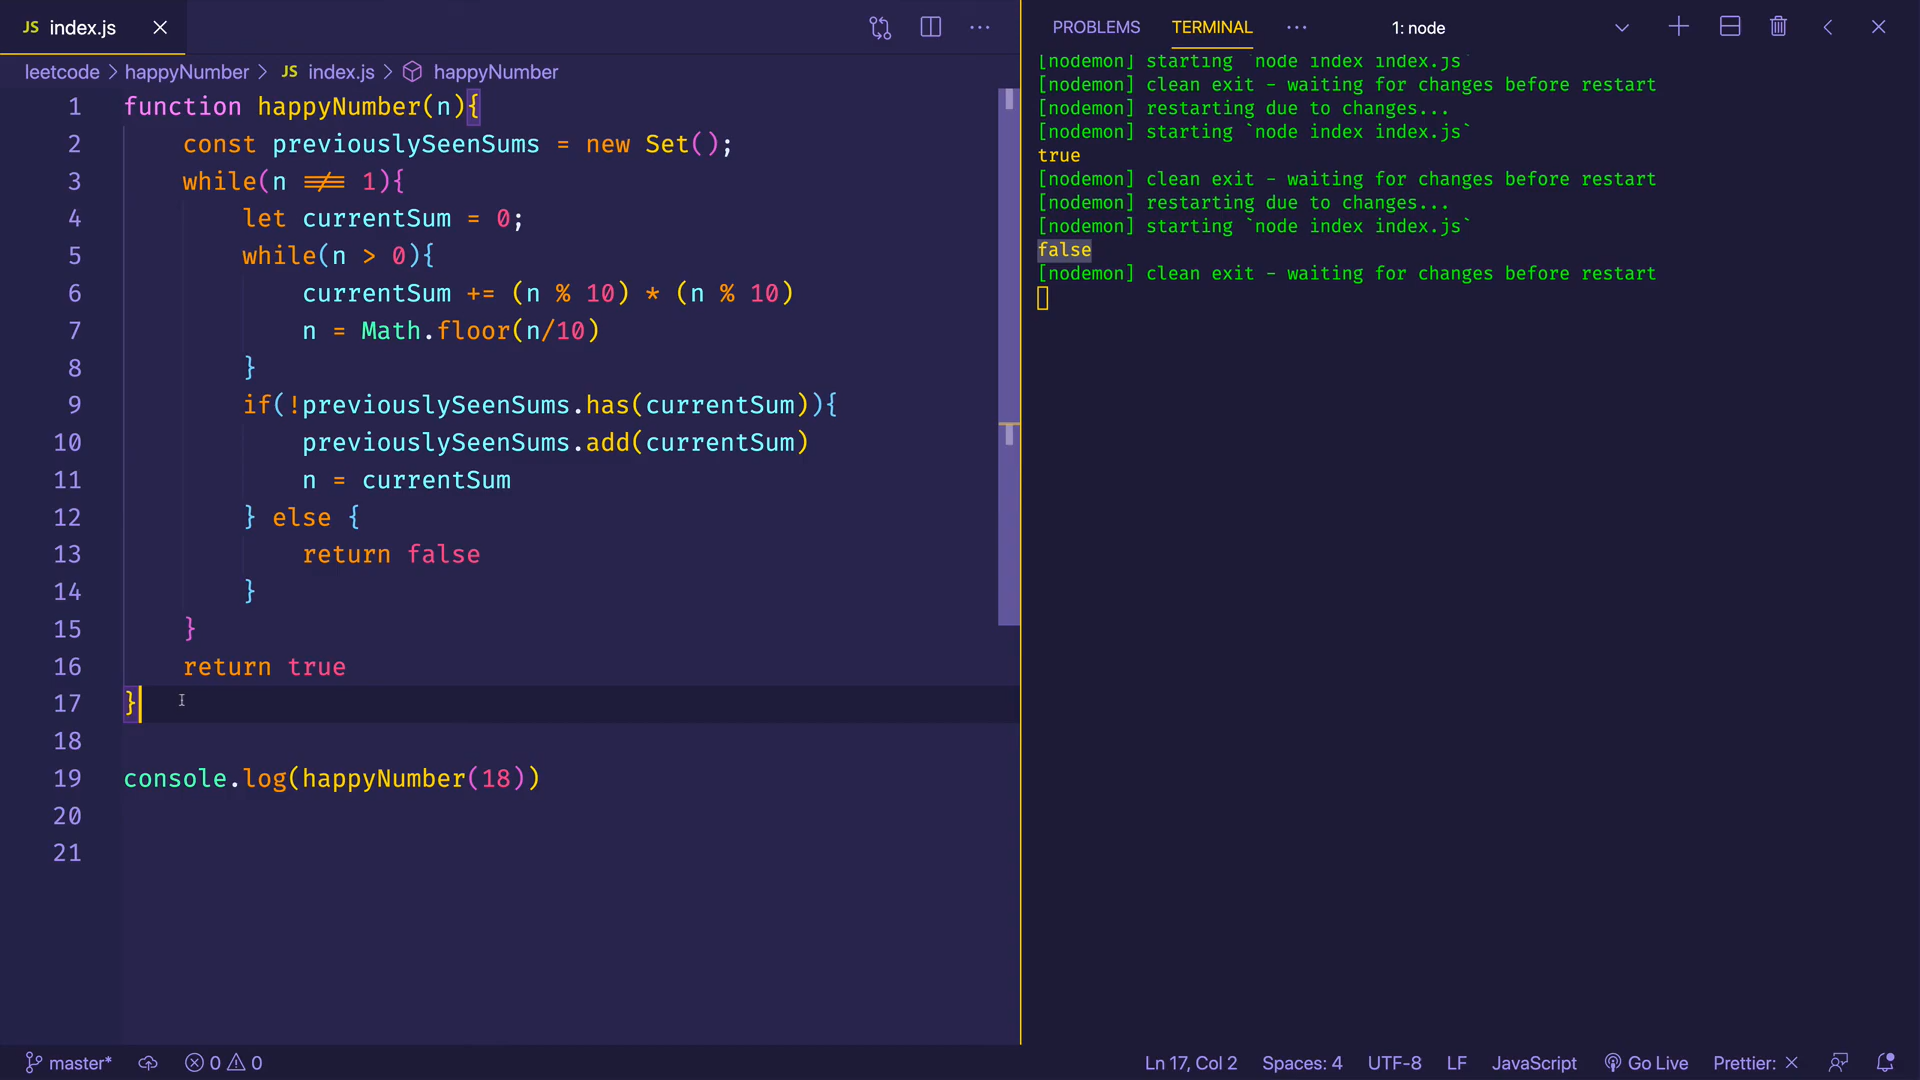 JS index.js
leetcode > happyNumber > JS index.js > happyNumber
1 function happyNumber(n){
2 const previouslySeenSums = new Set();
3 while(n !== 1){
4 let currentSum = 0;
5 while(n > 0){
6 currentSum += (n % 10) * (n % 10)
7 n = Math.floor(n/10)
8 }
9 if(!previouslySeenSums.has(currentSum)){
10 previouslySeenSums.add(currentSum)
11 n = currentSum
12 } else {
13 return false
14 }
15 }
16 return true
17 }
18
19 console.log(happyNumber(18))
20
21
PROBLEMS TERMINAL ··· 1: node
[nodemon] starting `node index index.js`
[nodemon] clean exit - waiting for changes before restart
[nodemon] restarting due to changes...
[nodemon] starting `node index index.js`
true
[nodemon] clean exit - waiting for changes before restart
[nodemon] restarting due to changes...
[nodemon] starting `node index index.js`
false
[nodemon] clean exit - waiting for changes before restart
master* 0 0 Ln 17, Col 2 Spaces: 4 UTF-8 LF JavaScript Go Live Prettier: ×